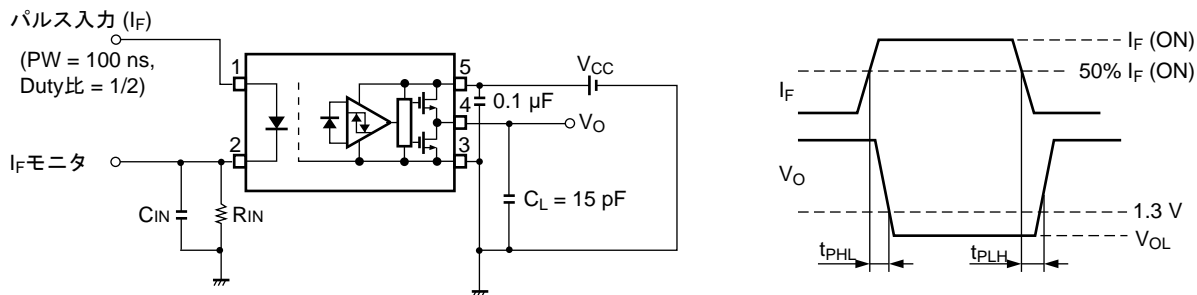 パルス入力 (IF)
(PW = 100 ns,
Duty比 = 1/2)
1
5
VCC
0.1 µF
4
VO
2
3
IFモニタ
CIN
RIN
CL = 15 pF
IF (ON)
50% IF (ON)
IF
VO
1.3 V
VOL
tPHL
tPLH